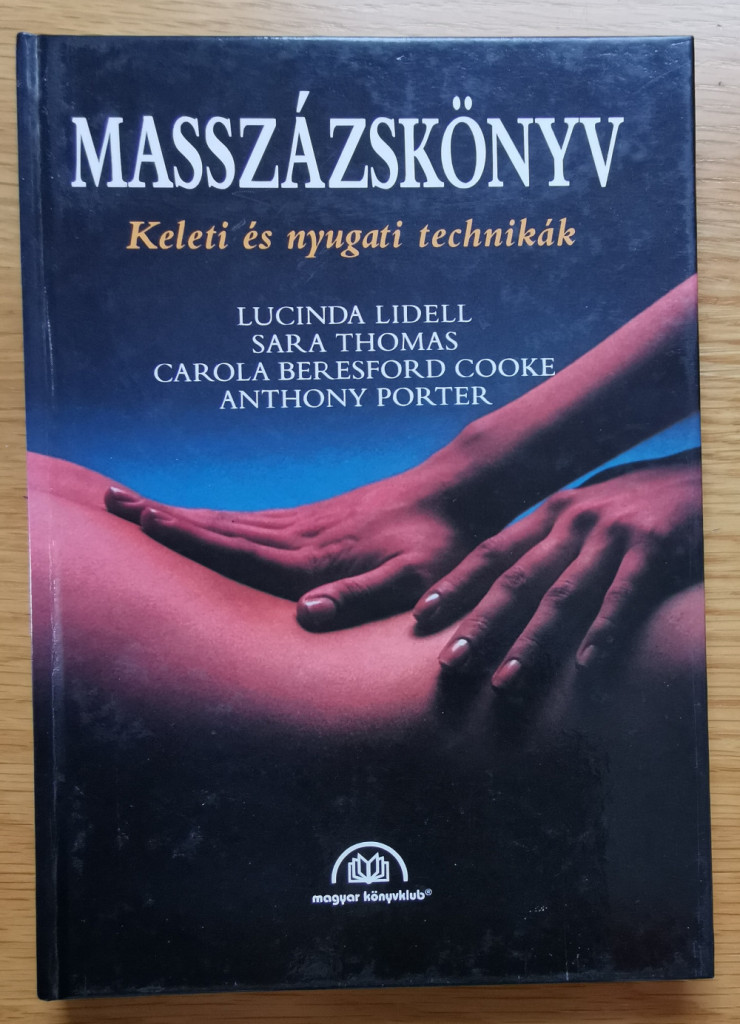 MASSZÁZSKÖNYV
Keleti és nyugati technikák
LUCINDA LIDELL
SARA THOMAS
CAROLA BERESFORD COOKE
ANTHONY PORTER
magyar könyvklub®